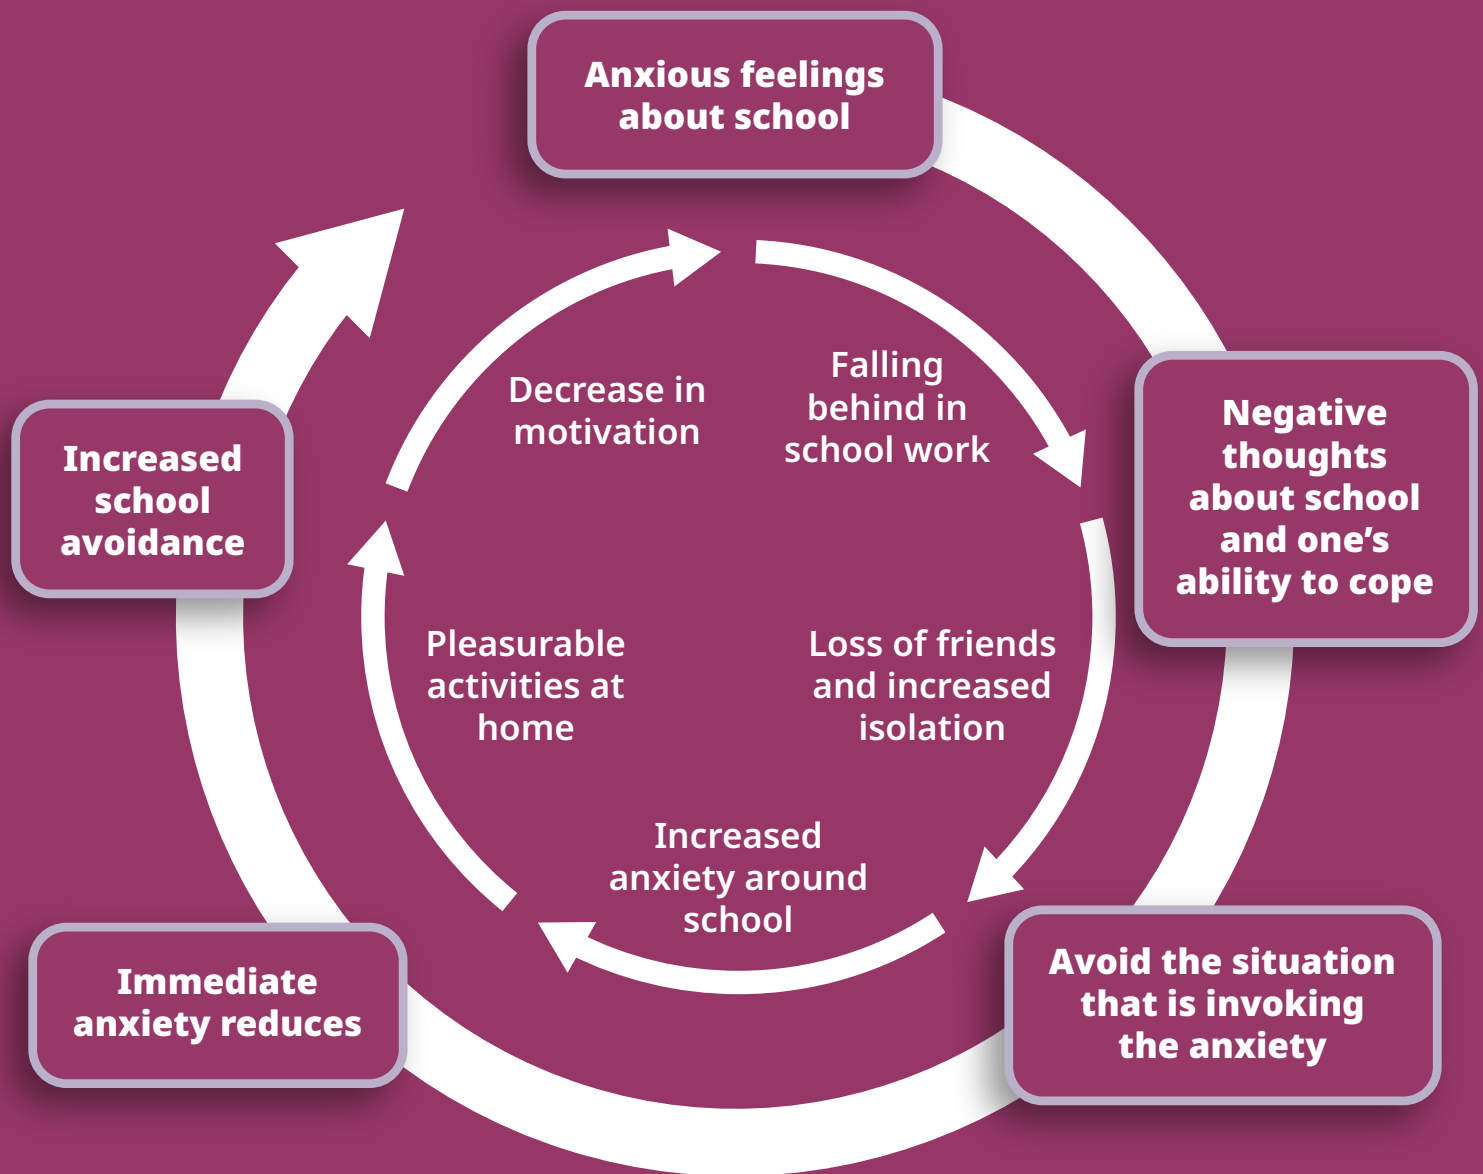 Anxious feelings
about school
Negative
thoughts
about school
and one’s
ability to cope
Avoid the situation
that is invoking
the anxiety
Immediate
anxiety reduces
Increased
school
avoidance
Falling
behind in
school work
Loss of friends
and increased
isolation
Increased
anxiety around
school
Pleasurable
activities at
home
Decrease in
motivation